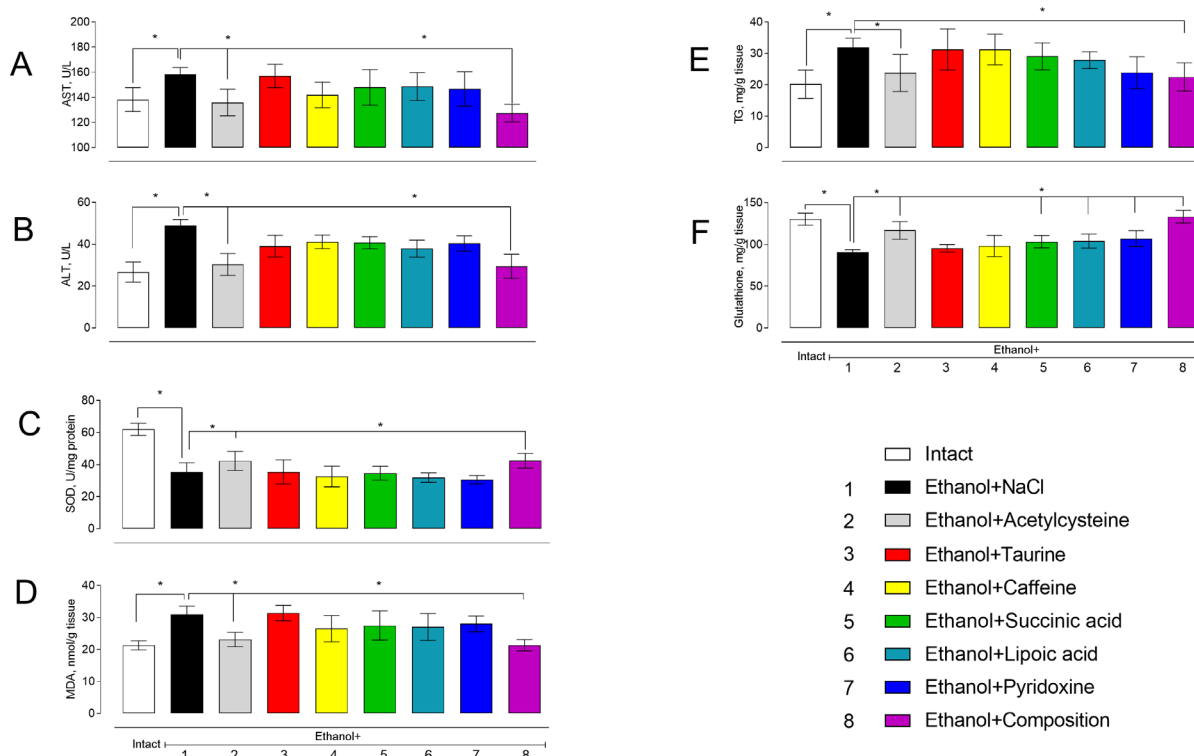 A
AST, U/L
200
180
160
140
120
100
* * *
B
ALT, U/L
60
40
20
0
* * *
C
SOD, U/mg protein
80
60
40
20
0
* * *
D
MDA, nmol/g tissue
40
30
20
10
0
* * *
Intact
Ethanol+
1 2 3 4 5 6 7 8
E
TG, mg/g tissue
40
30
20
10
0
* * *
F
Glutathione, mg/g tissue
150
100
50
0
* * *
Intact
Ethanol+
1 2 3 4 5 6 7 8
Intact
1 Ethanol+NaCl
2 Ethanol+Acetylcysteine
3 Ethanol+Taurine
4 Ethanol+Caffeine
5 Ethanol+Succinic acid
6 Ethanol+Lipoic acid
7 Ethanol+Pyridoxine
8 Ethanol+Composition